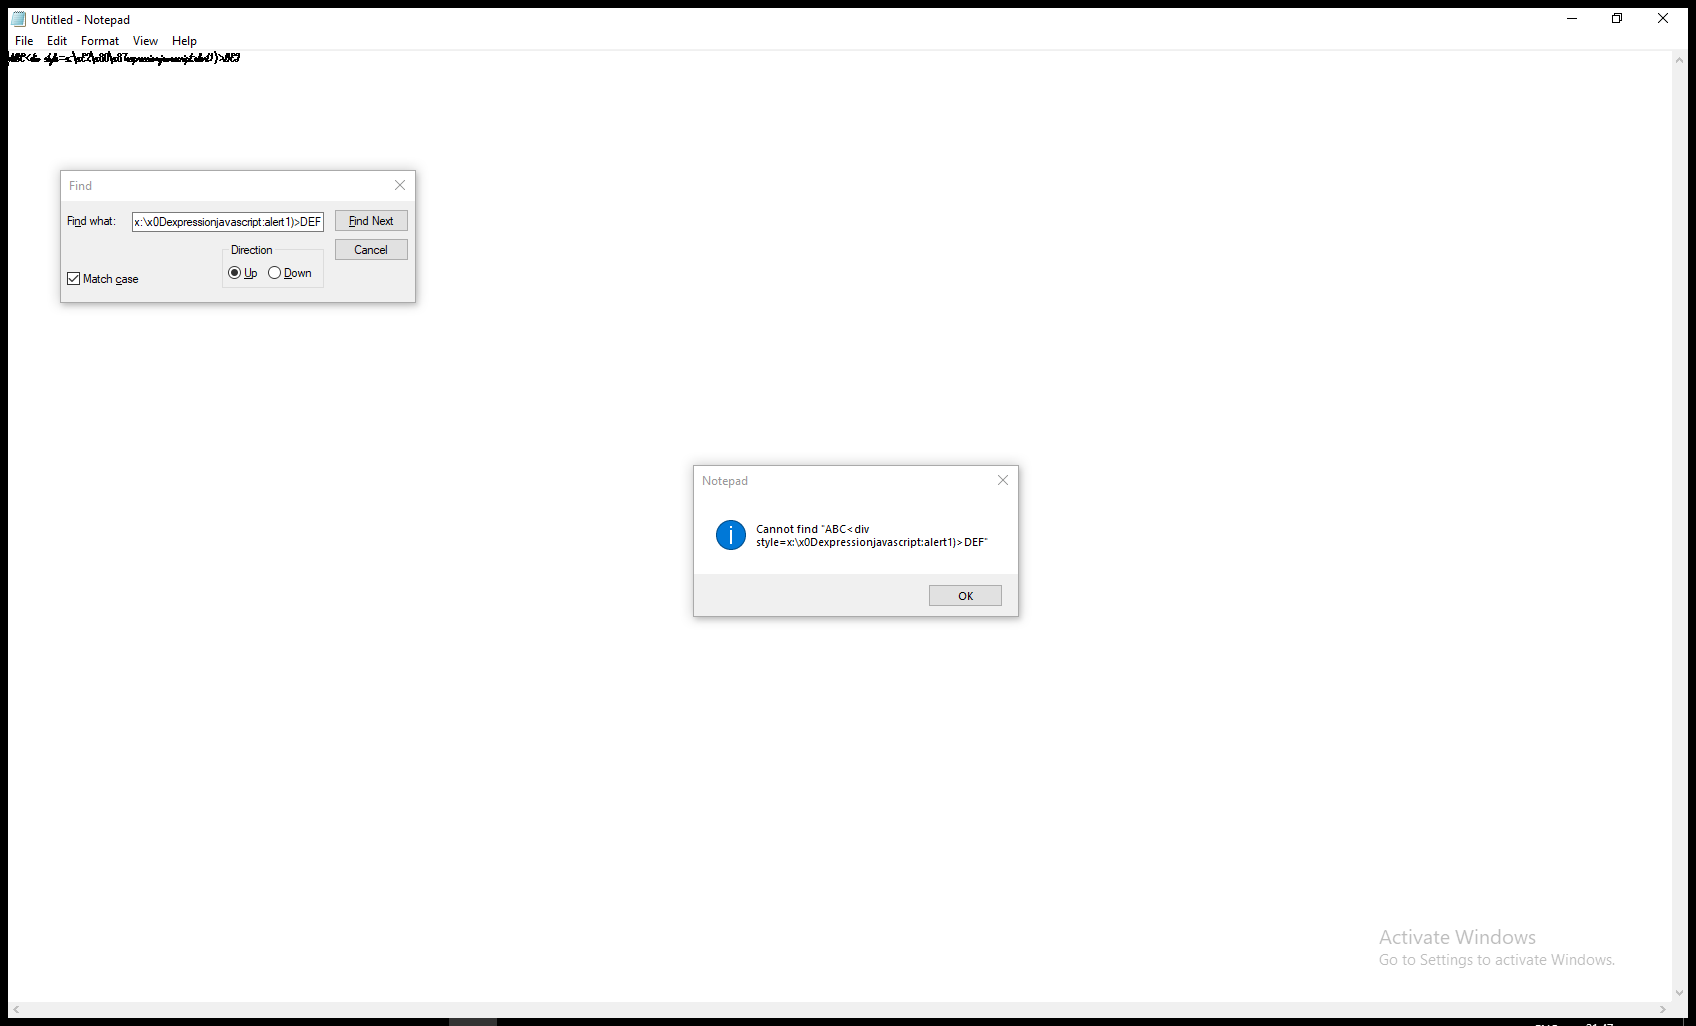 Untitled - Notepad
File Edit Format View Help
Find
Find what: x:\x0Dexpressionjavascript:alert1)>DEF Find Next
Direction Cancel
Up Down
Match case
Notepad
Cannot find "ABC<div
style=x:\x0Dexpressionjavascript:alert1)>DEF"
OK
Activate Windows
Go to Settings to activate Windows.